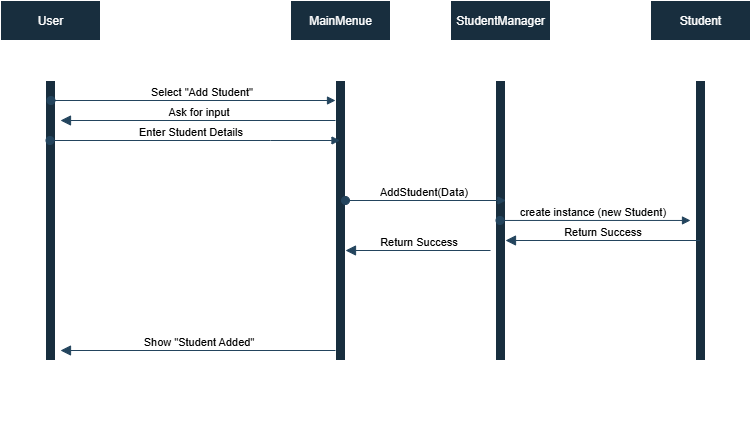 User
MainMenue
StudentManager
Student
Select "Add Student"
Ask for input
Enter Student Details
AddStudent(Data)
create instance (new Student)
Return Success
Return Success
Show "Student Added"